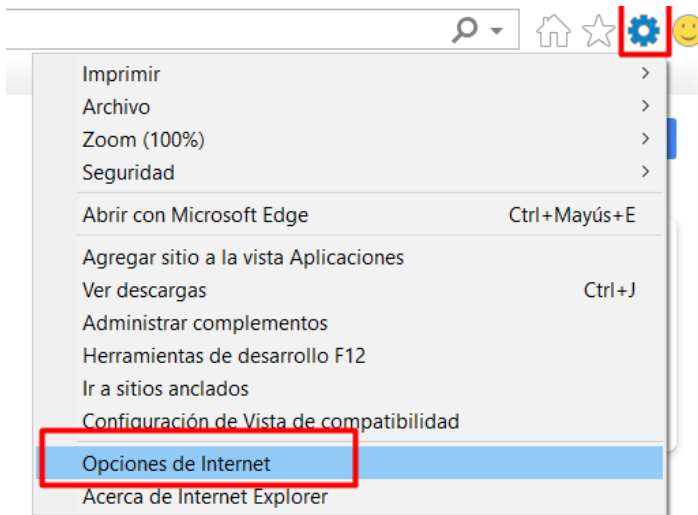 Imprimir
Archivo
Zoom (100%)
Seguridad
Abrir con Microsoft Edge Ctrl+Mayús+E
Agregar sitio a la vista Aplicaciones
Ver descargas Ctrl+J
Administrar complementos
Herramientas de desarrollo F12
Ir a sitios anclados
Configuración de Vista de compatibilidad
Opciones de Internet
Acerca de Internet Explorer